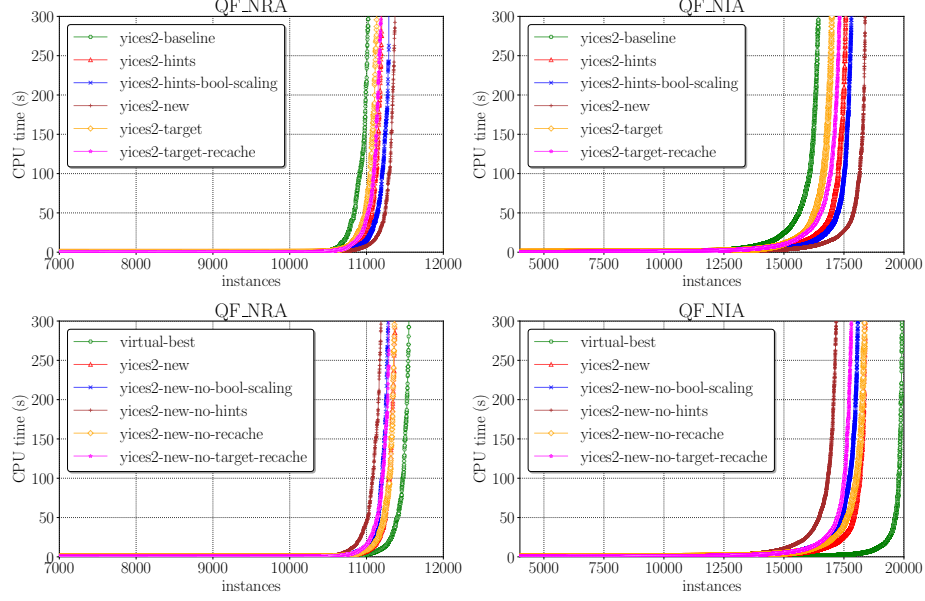 QF_NRA
CPU time (s)
300
250
200
150
100
50
0
yices2-baseline
yices2-hints
yices2-hints-bool-scaling
yices2-new
yices2-target
yices2-target-recache
7000 8000 9000 10000 11000 12000
instances
QF_NIA
CPU time (s)
300
250
200
150
100
50
0
yices2-baseline
yices2-hints
yices2-hints-bool-scaling
yices2-new
yices2-target
yices2-target-recache
5000 7500 10000 12500 15000 17500 20000
instances
QF_NRA
CPU time (s)
300
250
200
150
100
50
0
virtual-best
yices2-new
yices2-new-no-bool-scaling
yices2-new-no-hints
yices2-new-no-recache
yices2-new-no-target-recache
7000 8000 9000 10000 11000 12000
instances
QF_NIA
CPU time (s)
300
250
200
150
100
50
0
virtual-best
yices2-new
yices2-new-no-bool-scaling
yices2-new-no-hints
yices2-new-no-recache
yices2-new-no-target-recache
5000 7500 10000 12500 15000 17500 20000
instances